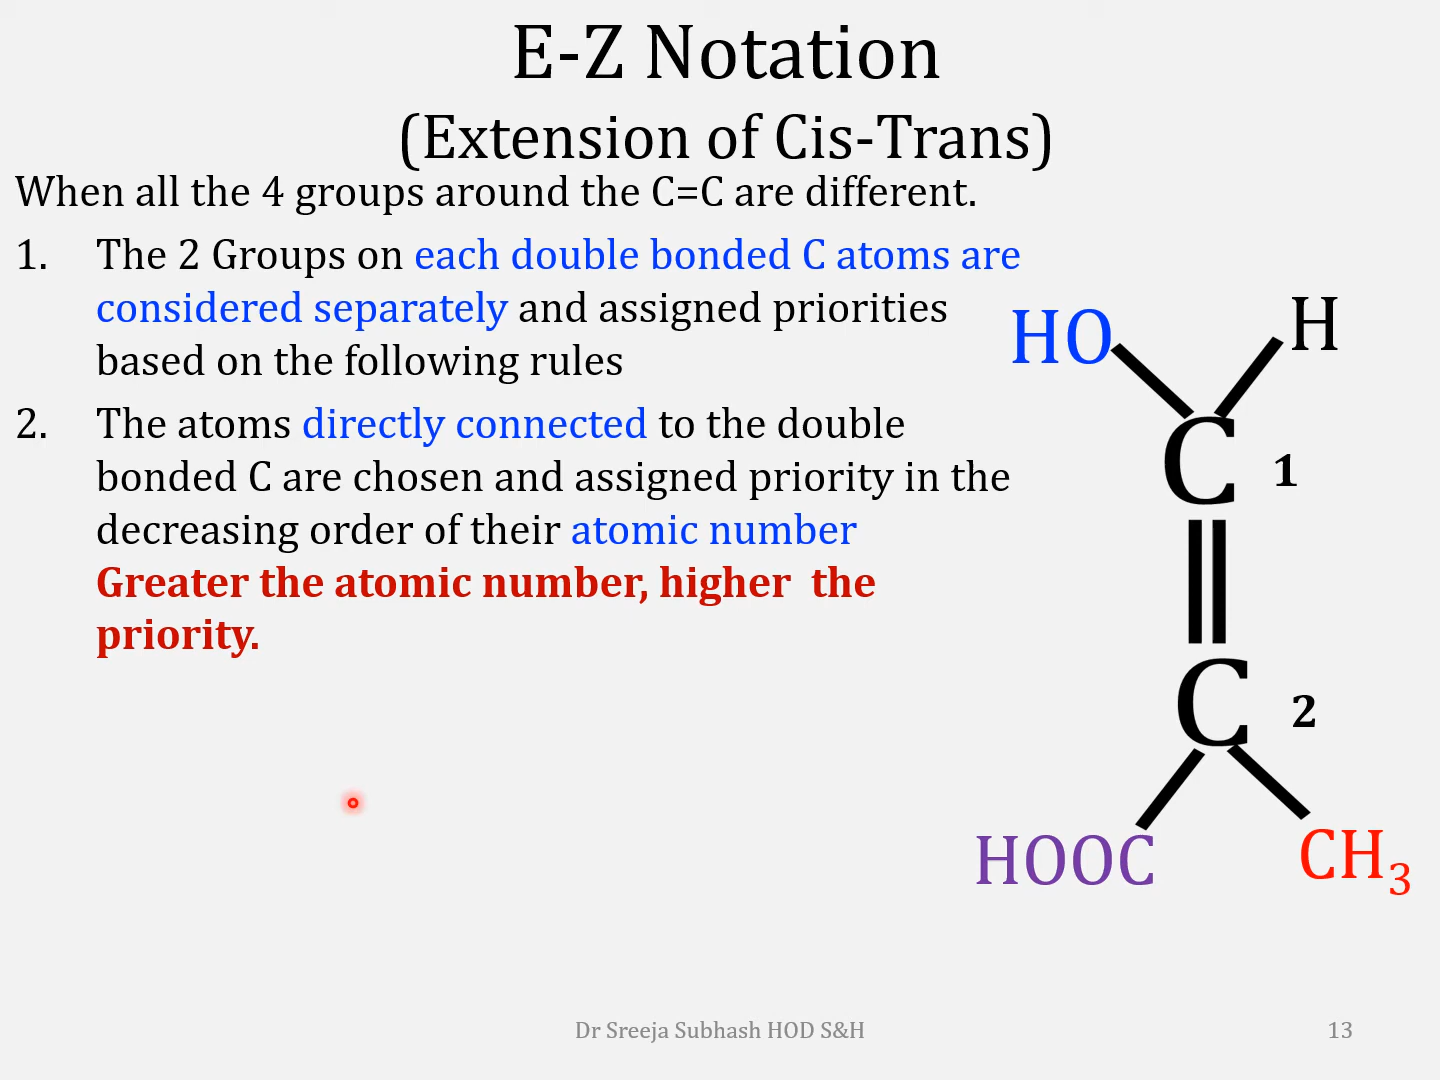 E-Z Notation
(Extension of Cis-Trans)
When all the 4 groups around the C=C are different.
1. The 2 Groups on each double bonded C atoms are
considered separately and assigned priorities
based on the following rules
2. The atoms directly connected to the double
bonded C are chosen and assigned priority in the
decreasing order of their atomic number
Greater the atomic number, higher the
priority.
HO H
C 1
C 2
HOOC CH₃
Dr Sreeja Subhash HOD S&H 13